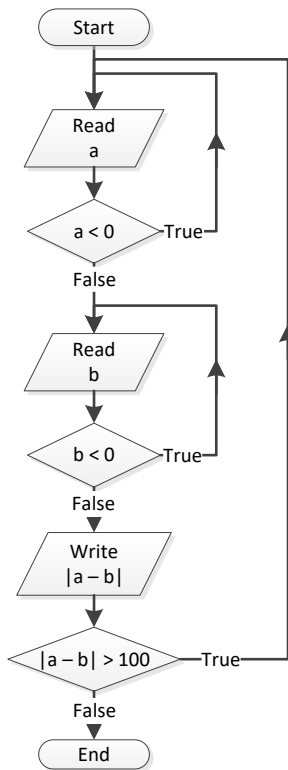 Start
Read
a
a < 0
True
False
Read
b
b < 0
True
False
Write
|a – b|
|a – b| > 100
True
False
End